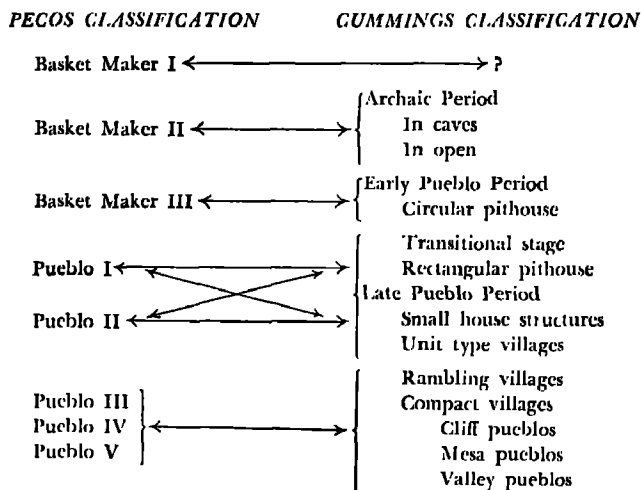 PECOS CLASSIFICATION CUMMINGS CLASSIFICATION
Basket Maker I ?
Archaic Period
Basket Maker II In caves
In open
Early Pueblo Period
Basket Maker III Circular pithouse
Transitional stage
Pueblo I Rectangular pithouse
Late Pueblo Period
Pueblo II Small house structures
Unit type villages
Rambling villages
Pueblo III Compact villages
Pueblo IV Cliff pueblos
Pueblo V Mesa pueblos
Valley pueblos